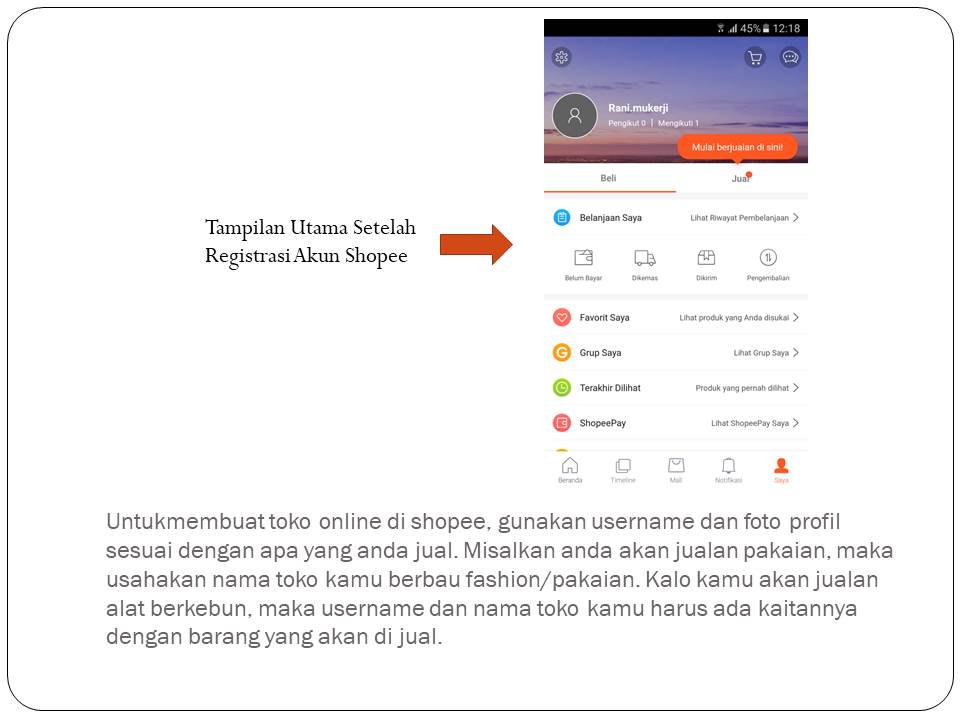 45% 12:18
Rani.mukerji
Pengikut 0 | Mengikuti 1
Mulai berjualan di sini!
Beli Jual
Tampilan Utama Setelah
Registrasi Akun Shopee
Belanjaan Saya Lihat Riwayat Pembelanjaan
Belum Bayar Dikemas Dikirim Pengembalian
Favorit Saya Lihat produk yang Anda disukai
Grup Saya Lihat Grup Saya
Terakhir Dilihat Produk yang pernah dilihat
ShopeePay Lihat ShopeePay Saya
Beranda Timeline Mall Notifikasi Saya
Untukmembuat toko online di shopee, gunakan username dan foto profil
sesuai dengan apa yang anda jual. Misalkan anda akan jualan pakaian, maka
usahakan nama toko kamu berbau fashion/pakaian. Kalo kamu akan jualan
alat berkebun, maka username dan nama toko kamu harus ada kaitannya
dengan barang yang akan di jual.